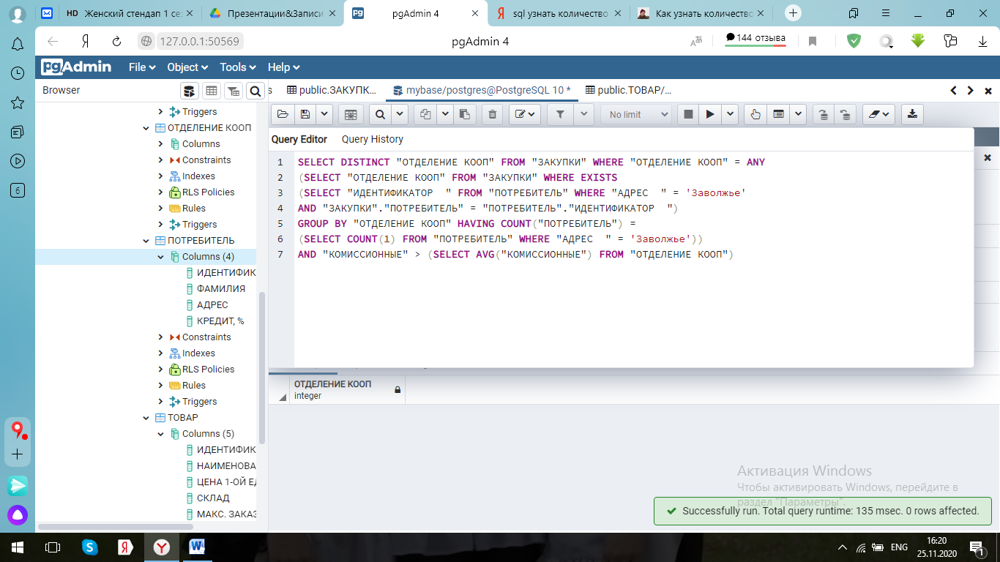 HD Женский стендап 1 сез
Презентации&Записи
pgAdmin 4
sql узнать количество
Как узнать количество
127.0.0.1:50569
pgAdmin 4
144 отзыва
pgAdmin
File
Object
Tools
Help
Browser
s
public.ЗАКУПК...
mybase/postgres@PostgreSQL 10 *
public.ТОВАР/...
No limit
Triggers
ОТДЕЛЕНИЕ КООП
Columns
Constraints
Indexes
RLS Policies
Rules
Triggers
ПОТРЕБИТЕЛЬ
Columns (4)
ИДЕНТИФИК
ФАМИЛИЯ
АДРЕС
КРЕДИТ, %
Constraints
Indexes
RLS Policies
Rules
Triggers
ТОВАР
Columns (5)
ИДЕНТИФИК
НАИМЕНОВА
ЦЕНА 1-ОЙ ЕД
СКЛАД
МАКС. ЗАКАЗ
Query Editor
Query History
1 SELECT DISTINCT "ОТДЕЛЕНИЕ КООП" FROM "ЗАКУПКИ" WHERE "ОТДЕЛЕНИЕ КООП" = ANY
2 (SELECT "ОТДЕЛЕНИЕ КООП" FROM "ЗАКУПКИ" WHERE EXISTS
3 (SELECT "ИДЕНТИФИКАТОР  " FROM "ПОТРЕБИТЕЛЬ" WHERE "АДРЕС  " = 'Заволжье'
4 AND "ЗАКУПКИ"."ПОТРЕБИТЕЛЬ" = "ПОТРЕБИТЕЛЬ"."ИДЕНТИФИКАТОР  ")
5 GROUP BY "ОТДЕЛЕНИЕ КООП" HAVING COUNT("ПОТРЕБИТЕЛЬ") =
6 (SELECT COUNT(1) FROM "ПОТРЕБИТЕЛЬ" WHERE "АДРЕС  " = 'Заволжье'))
7 AND "КОМИССИОННЫЕ" > (SELECT AVG("КОМИССИОННЫЕ") FROM "ОТДЕЛЕНИЕ КООП")
ОТДЕЛЕНИЕ КООП
integer
Активация Windows
Чтобы активировать Windows, перейдите в
раздел "Параметры".
Successfully run. Total query runtime: 135 msec. 0 rows affected.
6
ENG
16:20
25.11.2020
1